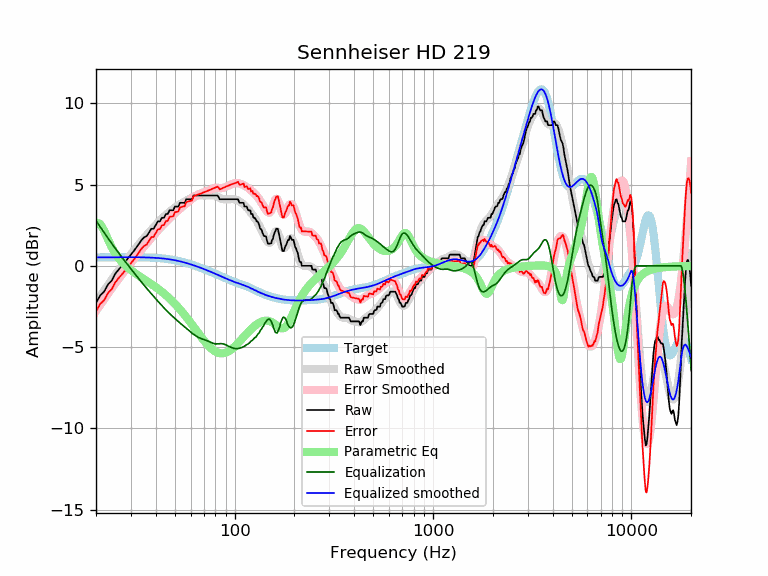 Sennheiser HD 219
Amplitude (dBr)
10
5
0
−5
−10
−15
Target
Raw Smoothed
Error Smoothed
Raw
Error
Parametric Eq
Equalization
Equalized smoothed
100
1000
10000
Frequency (Hz)